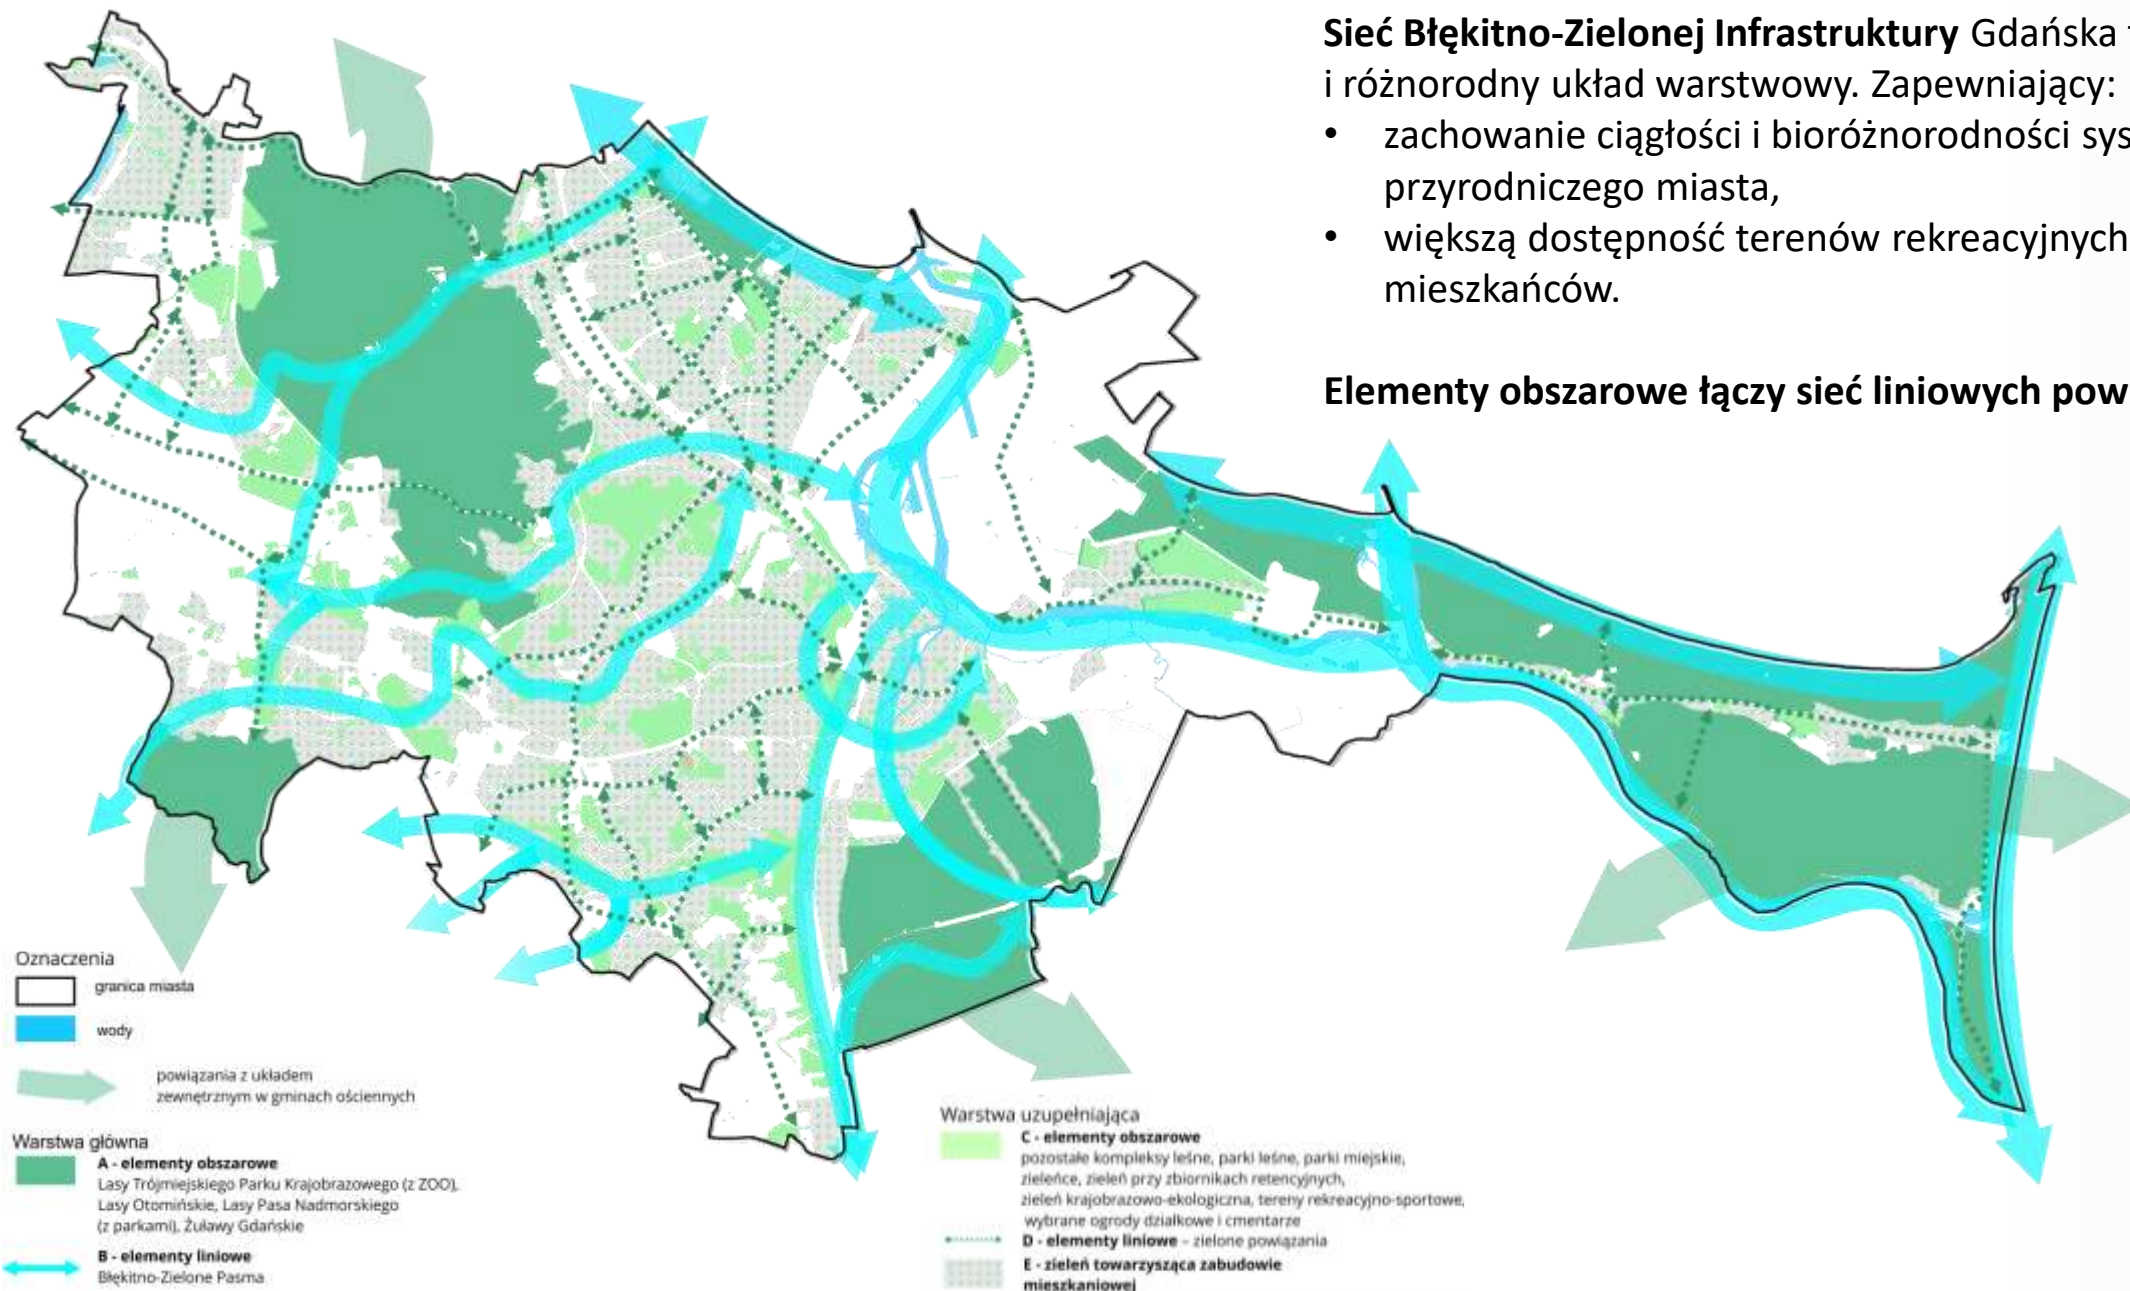 Sieć Błękitno-Zielonej Infrastruktury Gdańska
i różnorodny układ warstwowy. Zapewniający:
• zachowanie ciągłości i bioróżnorodności sys
przyrodniczego miasta,
• większą dostępność terenów rekreacyjnych
mieszkańców.
Elementy obszarowe łączy sieć liniowych pow
Oznaczenia
granica miasta
wody
powiązania z układem
zewnętrznym w gminach ościennych
Warstwa główna
A - elementy obszarowe
Lasy Trójmiejskiego Parku Krajobrazowego (z ZOO),
Lasy Otomińskie, Lasy Pasa Nadmorskiego
(z parkami), Żuławy Gdańskie
B - elementy liniowe
Błękitno-Zielone Pasma
Warstwa uzupełniająca
C - elementy obszarowe
pozostałe kompleksy leśne, parki leśne, parki miejskie,
zieleńce, zieleń przy zbiornikach retencyjnych,
zieleń krajobrazowo-ekologiczna, tereny rekreacyjno-sportowe,
wybrane ogrody działkowe i cmentarze
D - elementy liniowe – zielone powiązania
E - zieleń towarzysząca zabudowie
mieszkaniowej